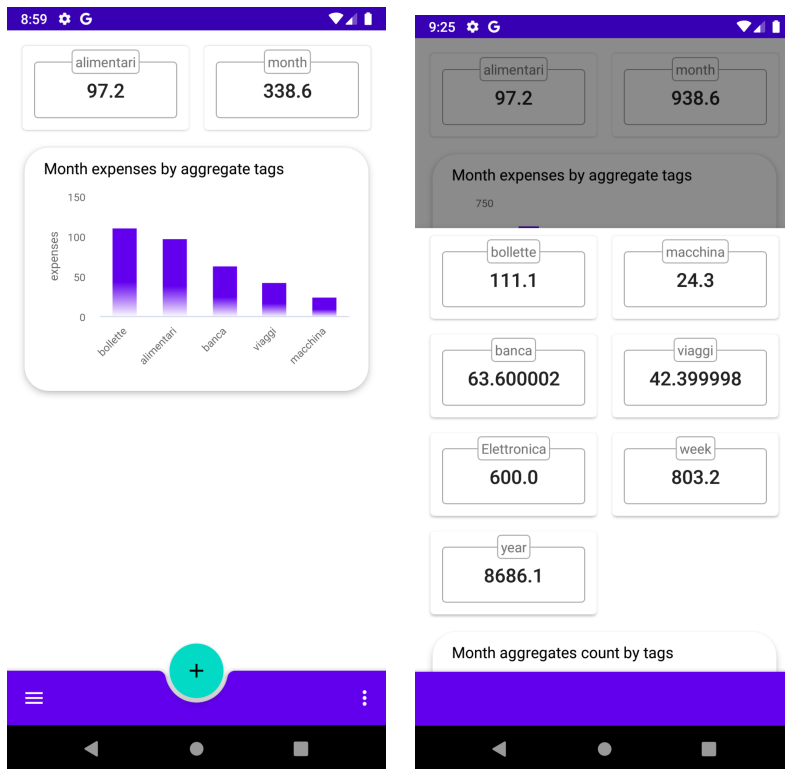 8:59
alimentari
month
97.2
338.6
Month expenses by aggregate tags
150
100
50
0
expenses
bollette
alimentari
banca
viaggi
macchina
+
9:25
alimentari
month
97.2
938.6
Month expenses by aggregate tags
750
bollette
macchina
111.1
24.3
banca
viaggi
63.600002
42.399998
Elettronica
week
600.0
803.2
year
8686.1
Month aggregates count by tags